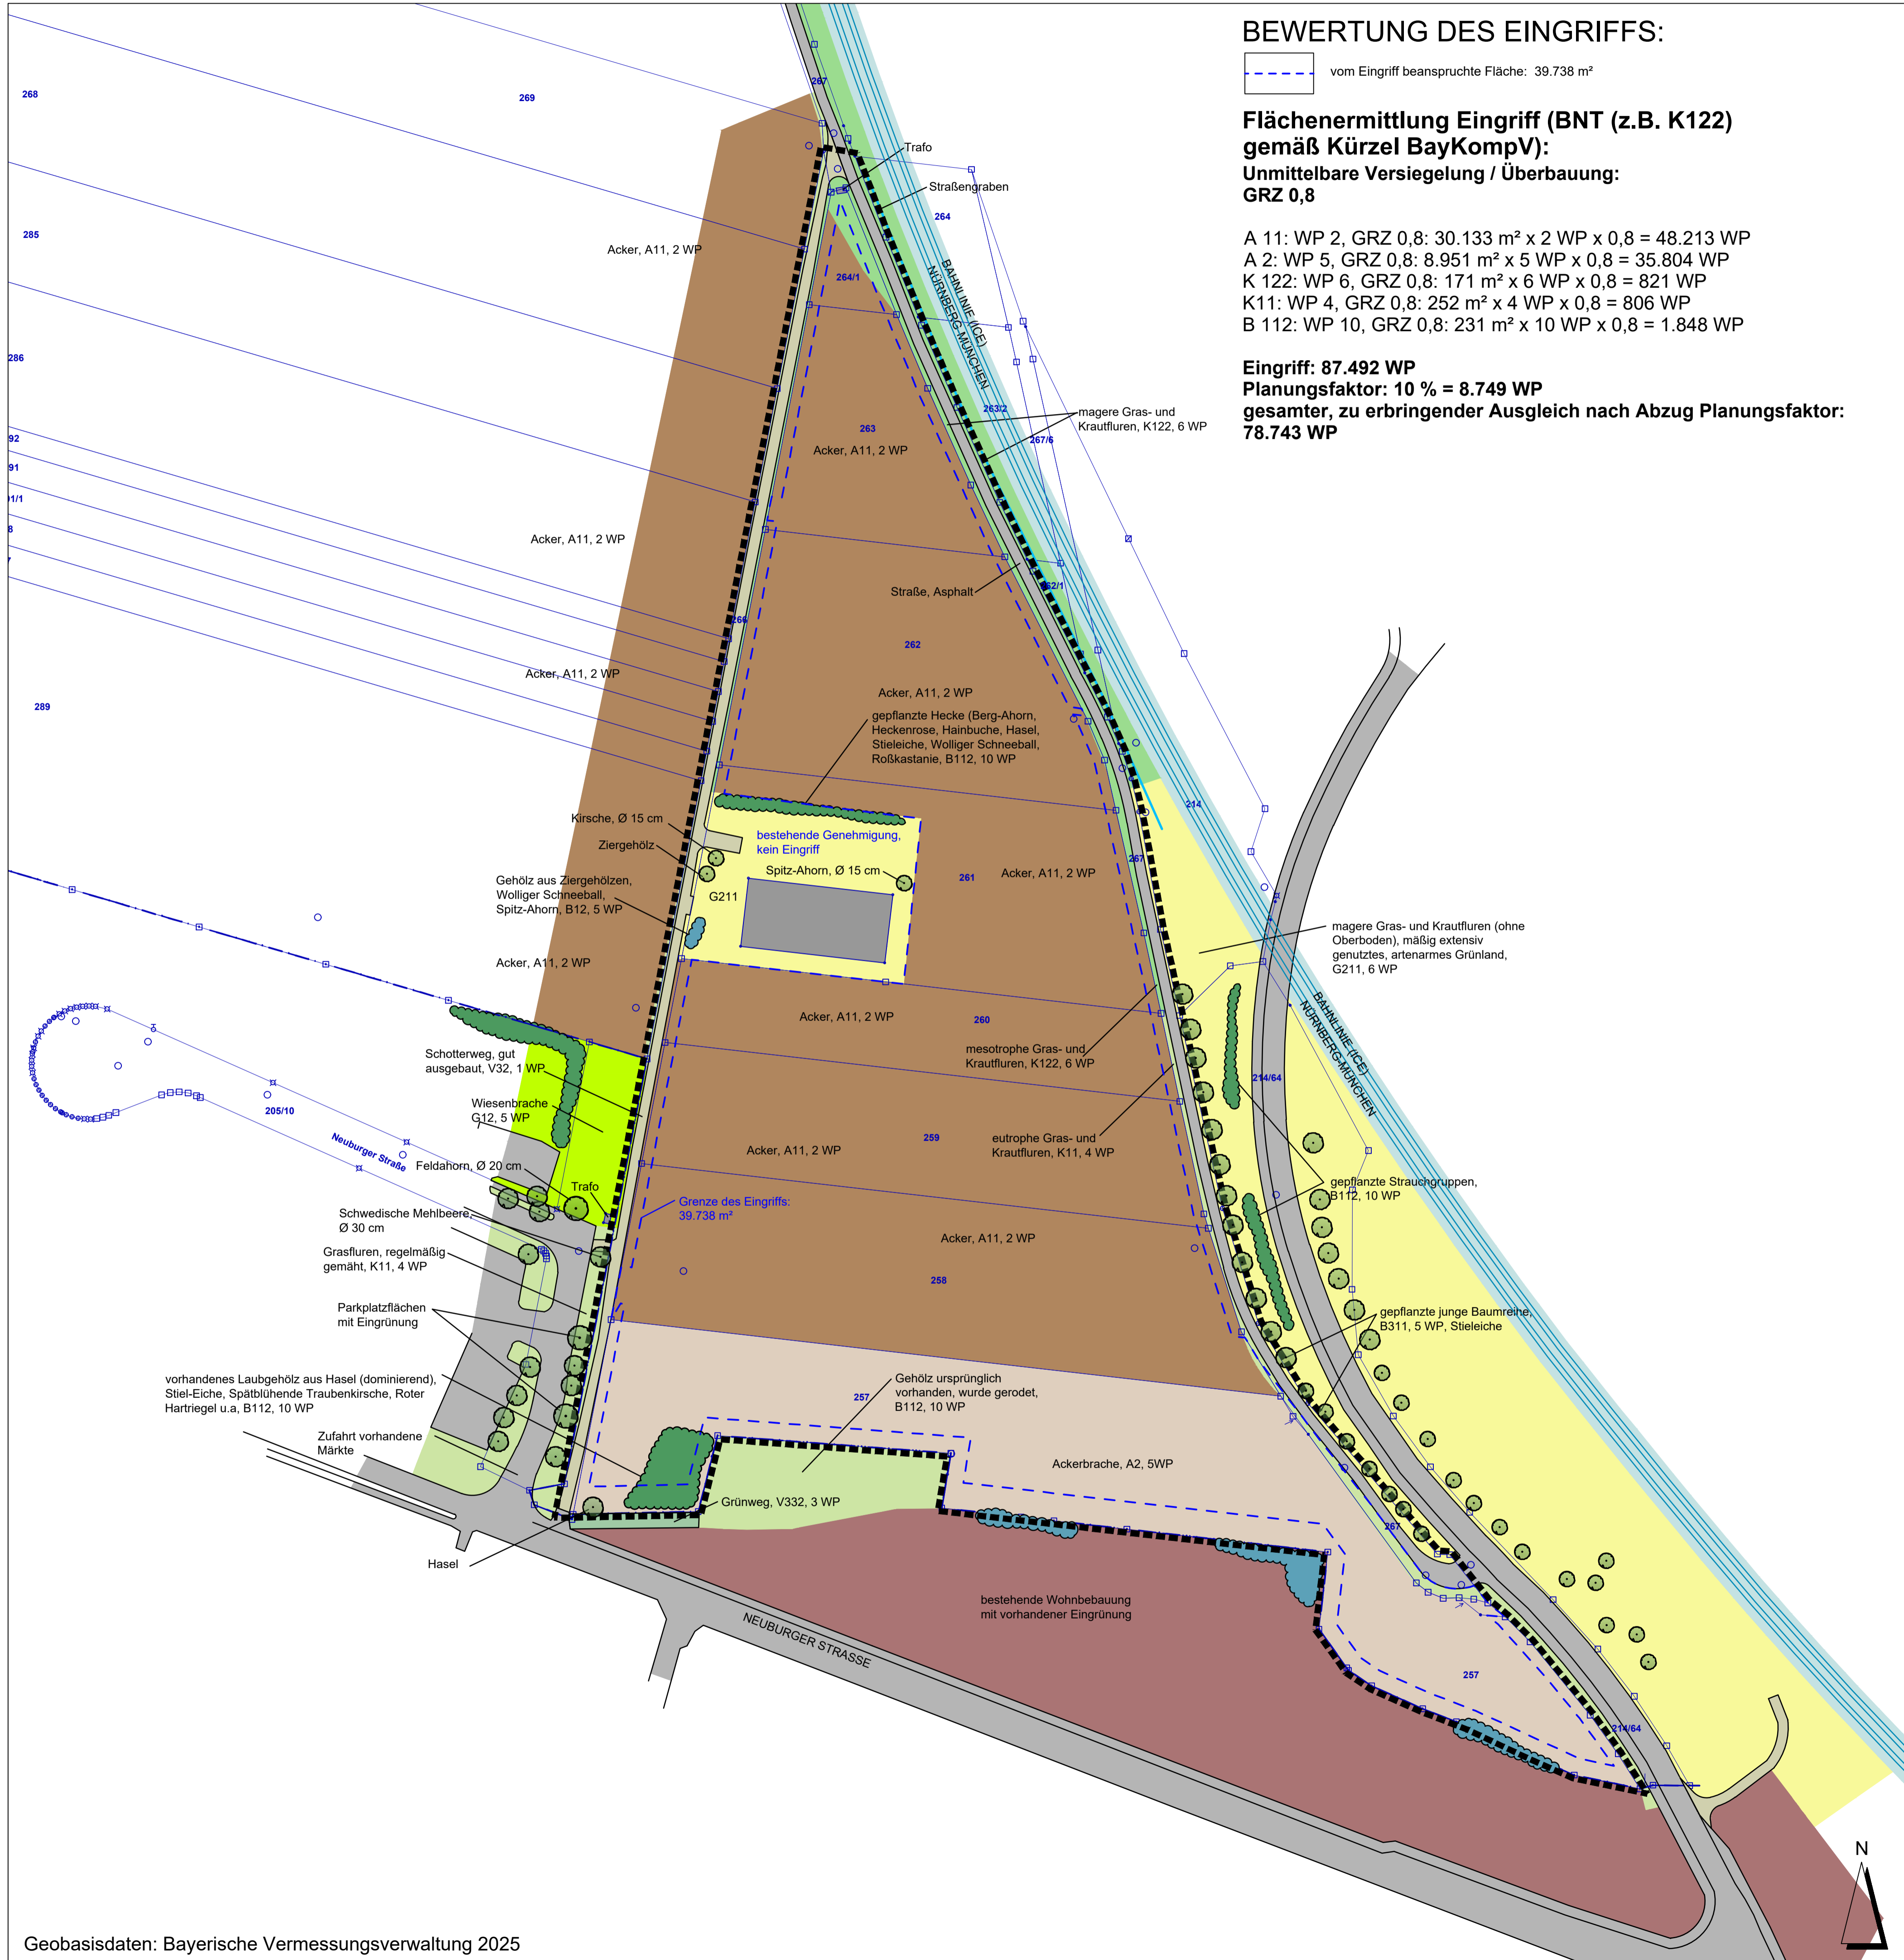 BEWERTUNG DES EINGRIFFS:
vom Eingriff beanspruchte Fläche: 39.738 m²
Flächenermittlung Eingriff (BNT (z.B. K122)
gemäß Kürzel BayKompV):
Unmittelbare Versiegelung / Überbauung:
GRZ 0,8
A 11: WP 2, GRZ 0,8: 30.133 m² x 2 WP x 0,8 = 48.213 WP
A 2: WP 5, GRZ 0,8: 8.951 m² x 5 WP x 0,8 = 35.804 WP
K 122: WP 6, GRZ 0,8: 171 m² x 6 WP x 0,8 = 821 WP
K11: WP 4, GRZ 0,8: 252 m² x 4 WP x 0,8 = 806 WP
B 112: WP 10, GRZ 0,8: 231 m² x 10 WP x 0,8 = 1.848 WP
Eingriff: 87.492 WP
Planungsfaktor: 10 % = 8.749 WP
gesamter, zu erbringender Ausgleich nach Abzug Planungsfaktor:
78.743 WP
267
268
269
Trafo
Straßengraben
264
285
Acker, A11, 2 WP
264/1
BAHNLINIE (ICE)
NÜRNBERG-MÜNCHEN
286
263/2
magere Gras- und
Krautfluren, K122, 6 WP
263
267/6
92
Acker, A11, 2 WP
91
01/1
8
7
Acker, A11, 2 WP
Straße, Asphalt
262/1
266
262
Acker, A11, 2 WP
289
Acker, A11, 2 WP
gepflanzte Hecke (Berg-Ahorn,
Heckenrose, Hainbuche, Hasel,
Stieleiche, Wolliger Schneeball,
Roßkastanie, B112, 10 WP
214
Kirsche, Ø 15 cm
bestehende Genehmigung,
kein Eingriff
Ziergehölz
267
Spitz-Ahorn, Ø 15 cm
261
Acker, A11, 2 WP
Gehölz aus Ziergehölzen,
Wolliger Schneeball,
Spitz-Ahorn, B12, 5 WP
G211
magere Gras- und Krautfluren (ohne
Oberboden), mäßig extensiv
genutztes, artenarmes Grünland,
G211, 6 WP
Acker, A11, 2 WP
Acker, A11, 2 WP
260
BAHNLINIE (ICE)
NÜRNBERG-MÜNCHEN
mesotrophe Gras- und
Krautfluren, K122, 6 WP
Schotterweg, gut
ausgebaut, V32, 1 WP
214/64
Wiesenbrache
G12, 5 WP
205/10
Neuburger Straße
259
eutrophe Gras- und
Krautfluren, K11, 4 WP
Acker, A11, 2 WP
Feldahorn, Ø 20 cm
Trafo
gepflanzte Strauchgruppen,
B112, 10 WP
Grenze des Eingriffs:
39.738 m²
Schwedische Mehlbeere,
Ø 30 cm
Acker, A11, 2 WP
Grasfluren, regelmäßig
gemäht, K11, 4 WP
258
Parkplatzflächen
mit Eingrünung
gepflanzte junge Baumreihe,
B311, 5 WP, Stieleiche
vorhandenes Laubgehölz aus Hasel (dominierend),
Stiel-Eiche, Spätblühende Traubenkirsche, Roter
Hartriegel u.a, B112, 10 WP
257
Gehölz ursprünglich
vorhanden, wurde gerodet,
B112, 10 WP
Zufahrt vorhandene
Märkte
Ackerbrache, A2, 5WP
Grünweg, V332, 3 WP
267
Hasel
bestehende Wohnbebauung
mit vorhandener Eingrünung
NEUBURGER STRASSE
257
214/64
N
Geobasisdaten: Bayerische Vermessungsverwaltung 2025